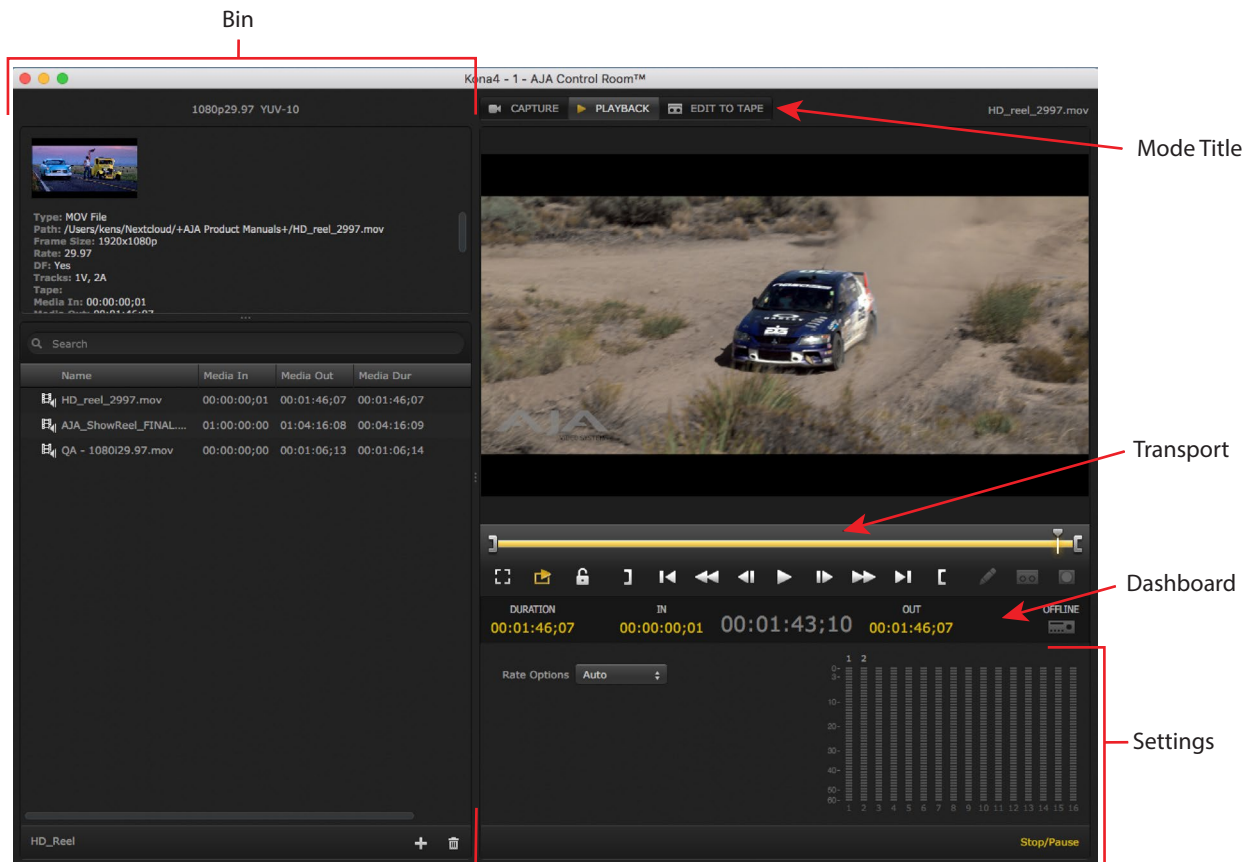 Bin
Kona4 - 1 - AJA Control Room™
1080p29.97 YUV-10
CAPTURE PLAYBACK EDIT TO TAPE
HD_reel_2997.mov
Mode Title
Type: MOV File
Path: /Users/kens/Nextcloud/+AJA Product Manuals+/HD_reel_2997.mov
Frame Size: 1920x1080p
Rate: 29.97
DF: Yes
Tracks: 1V, 2A
Tape:
Media In: 00:00:00;01
Media Out: 00:01:46;07
Search
Name Media In Media Out Media Dur
HD_reel_2997.mov 00:00:00;01 00:01:46;07 00:01:46;07
AJA_ShowReel_FINAL.... 01:00:00:00 01:04:16:08 00:04:16:09
QA - 1080i29.97.mov 00:00:00;00 00:01:06;13 00:01:06;14
AJA
Transport
Dashboard
DURATION IN OUT OFFLINE
00:01:46;07 00:00:00;01 00:01:43;10 00:01:46;07
Rate Options Auto
1 2
0-
3-
10-
20-
30-
40-
50-
60-
1 2 3 4 5 6 7 8 9 10 11 12 13 14 15 16
Settings
HD_Reel
Stop/Pause